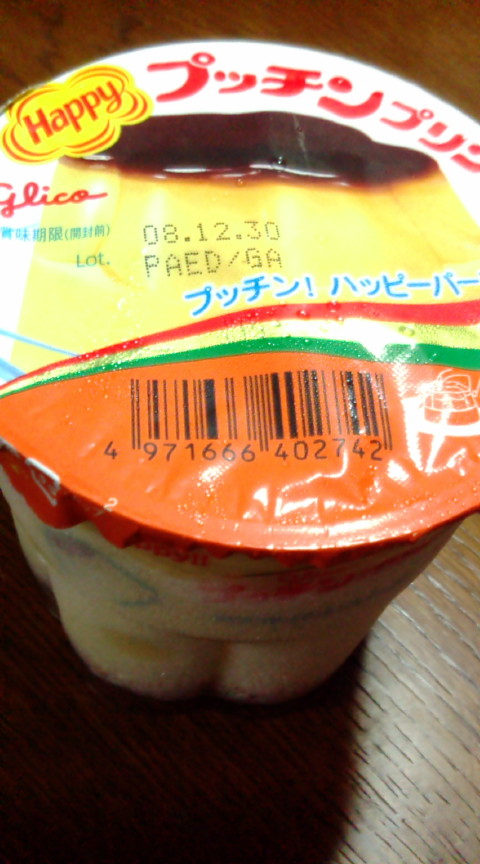 Happy
プッチンプリン
Glico
賞味期限(開封前)
08.12.30
Lot.
PAED/GA
プッチン! ハッピーパー
4 971666 402742